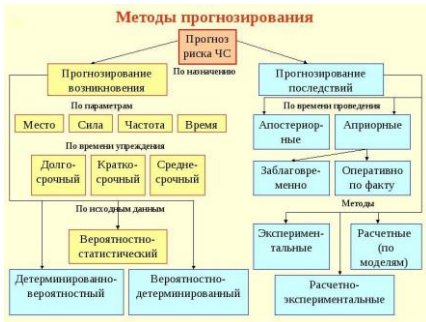 Методы прогнозирования
Прогноз
риска ЧС
По назначению
Прогнозирование
возникновения
Прогнозирование
последствий
По параметрам
Место
Сила
Частота
Время
По времени упреждения
Долго-
срочный
Кратко-
срочный
Средне-
срочный
По исходным данным
Вероятностно-
статистический
Детерминированно-
вероятностный
Вероятностно-
детерминированный
По времени проведения
Апостериор-
ные
Априорные
Заблаговре-
менно
Оперативно
по факту
Методы
Эксперимен-
тальные
Расчетные
(по
моделям)
Расчетно-
экспериментальные